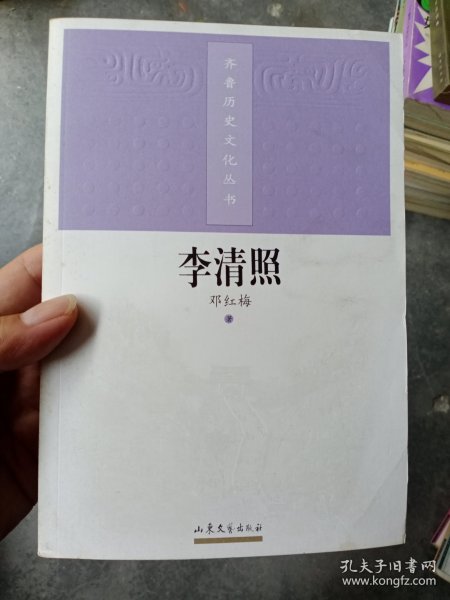 齐鲁历史文化丛书
李清照
邓红梅
著
山东文艺出版社
孔夫子旧书网
www.kongfz.com